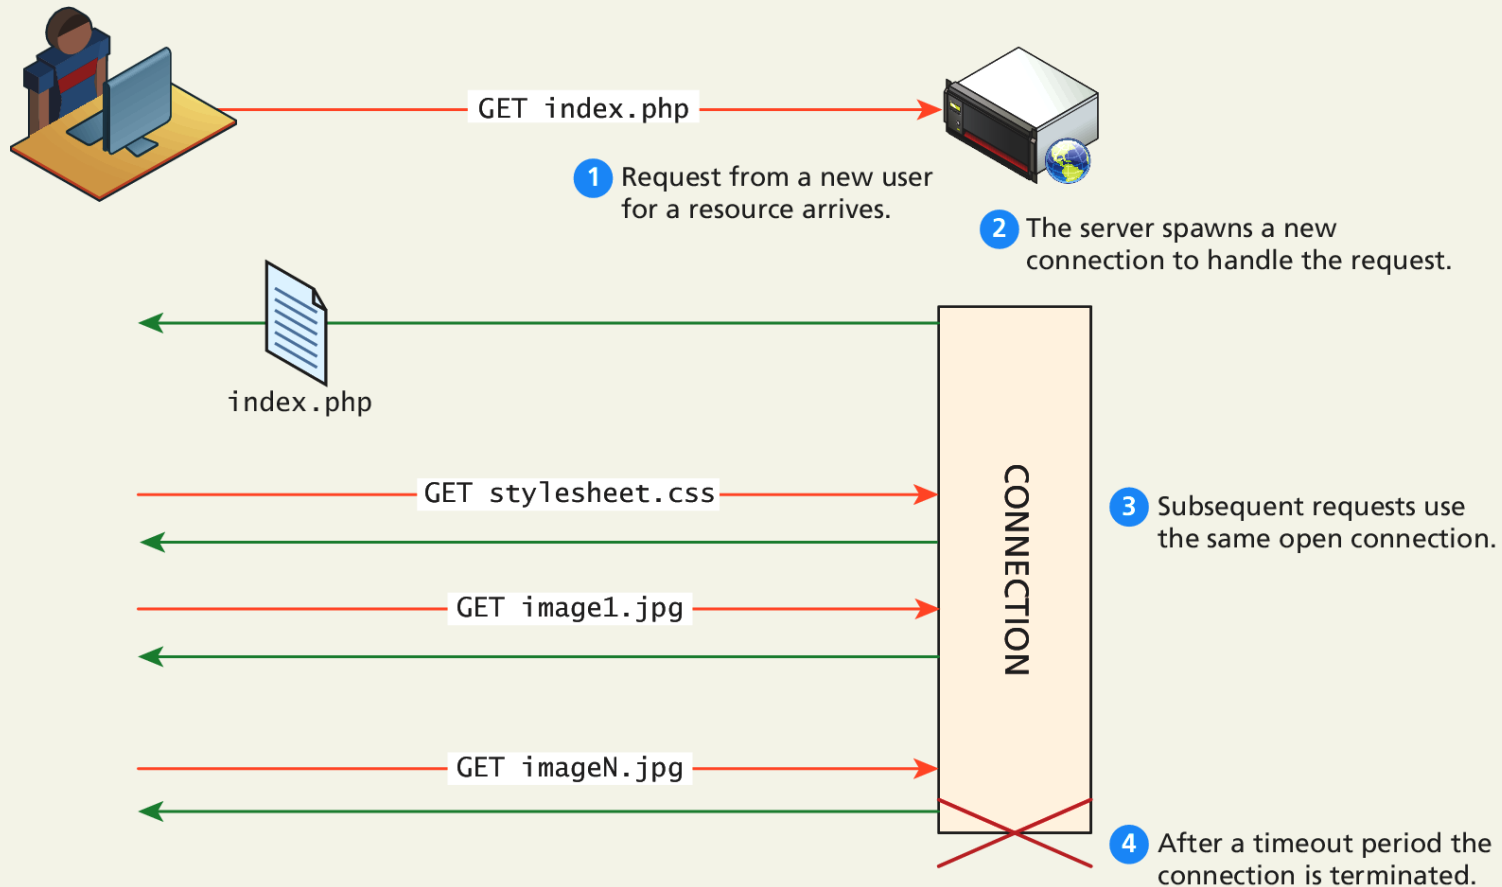 GET index.php
1 Request from a new user
for a resource arrives.
2 The server spawns a new
connection to handle the request.
index.php
GET stylesheet.css
CONNECTION
3 Subsequent requests use
the same open connection.
GET image1.jpg
GET imageN.jpg
4 After a timeout period the
connection is terminated.